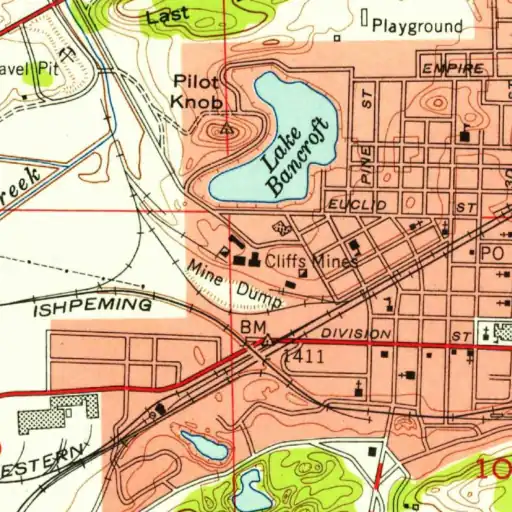 Last
Playground
avel Pit
EMPIRE
Pilot
Knob
ST
Lake
Bancroft
PINE
eek
EUCLID ST
PO
Cliffs Mines
Mine Dump
ISHPEMING
BM
DIVISION ST
1411
ESTERN
10